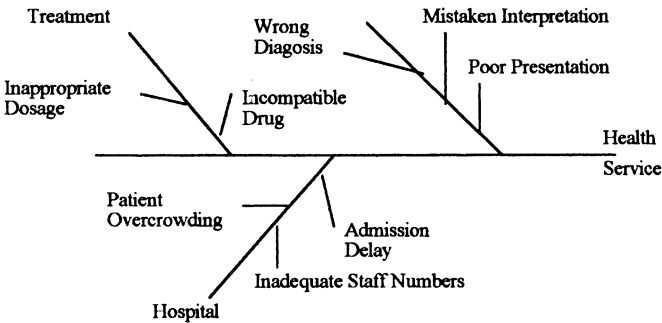 Treatment
Inappropriate
Dosage
Incompatible
Drug
Wrong
Diagosis
Mistaken Interpretation
Poor Presentation
Health
Service
Patient
Overcrowding
Admission
Delay
Inadequate Staff Numbers
Hospital